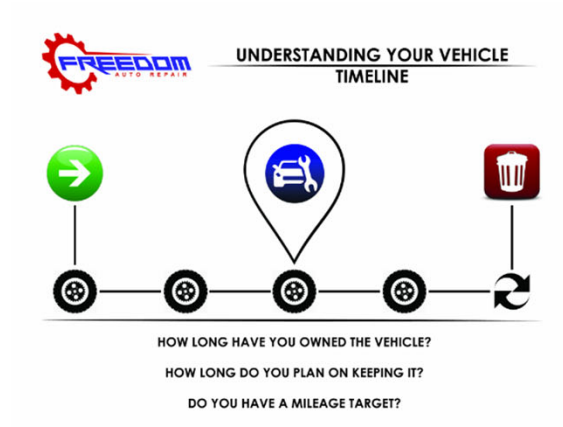 FREEDOM
AUTO REPAIR
UNDERSTANDING YOUR VEHICLE
TIMELINE
HOW LONG HAVE YOU OWNED THE VEHICLE?
HOW LONG DO YOU PLAN ON KEEPING IT?
DO YOU HAVE A MILEAGE TARGET?